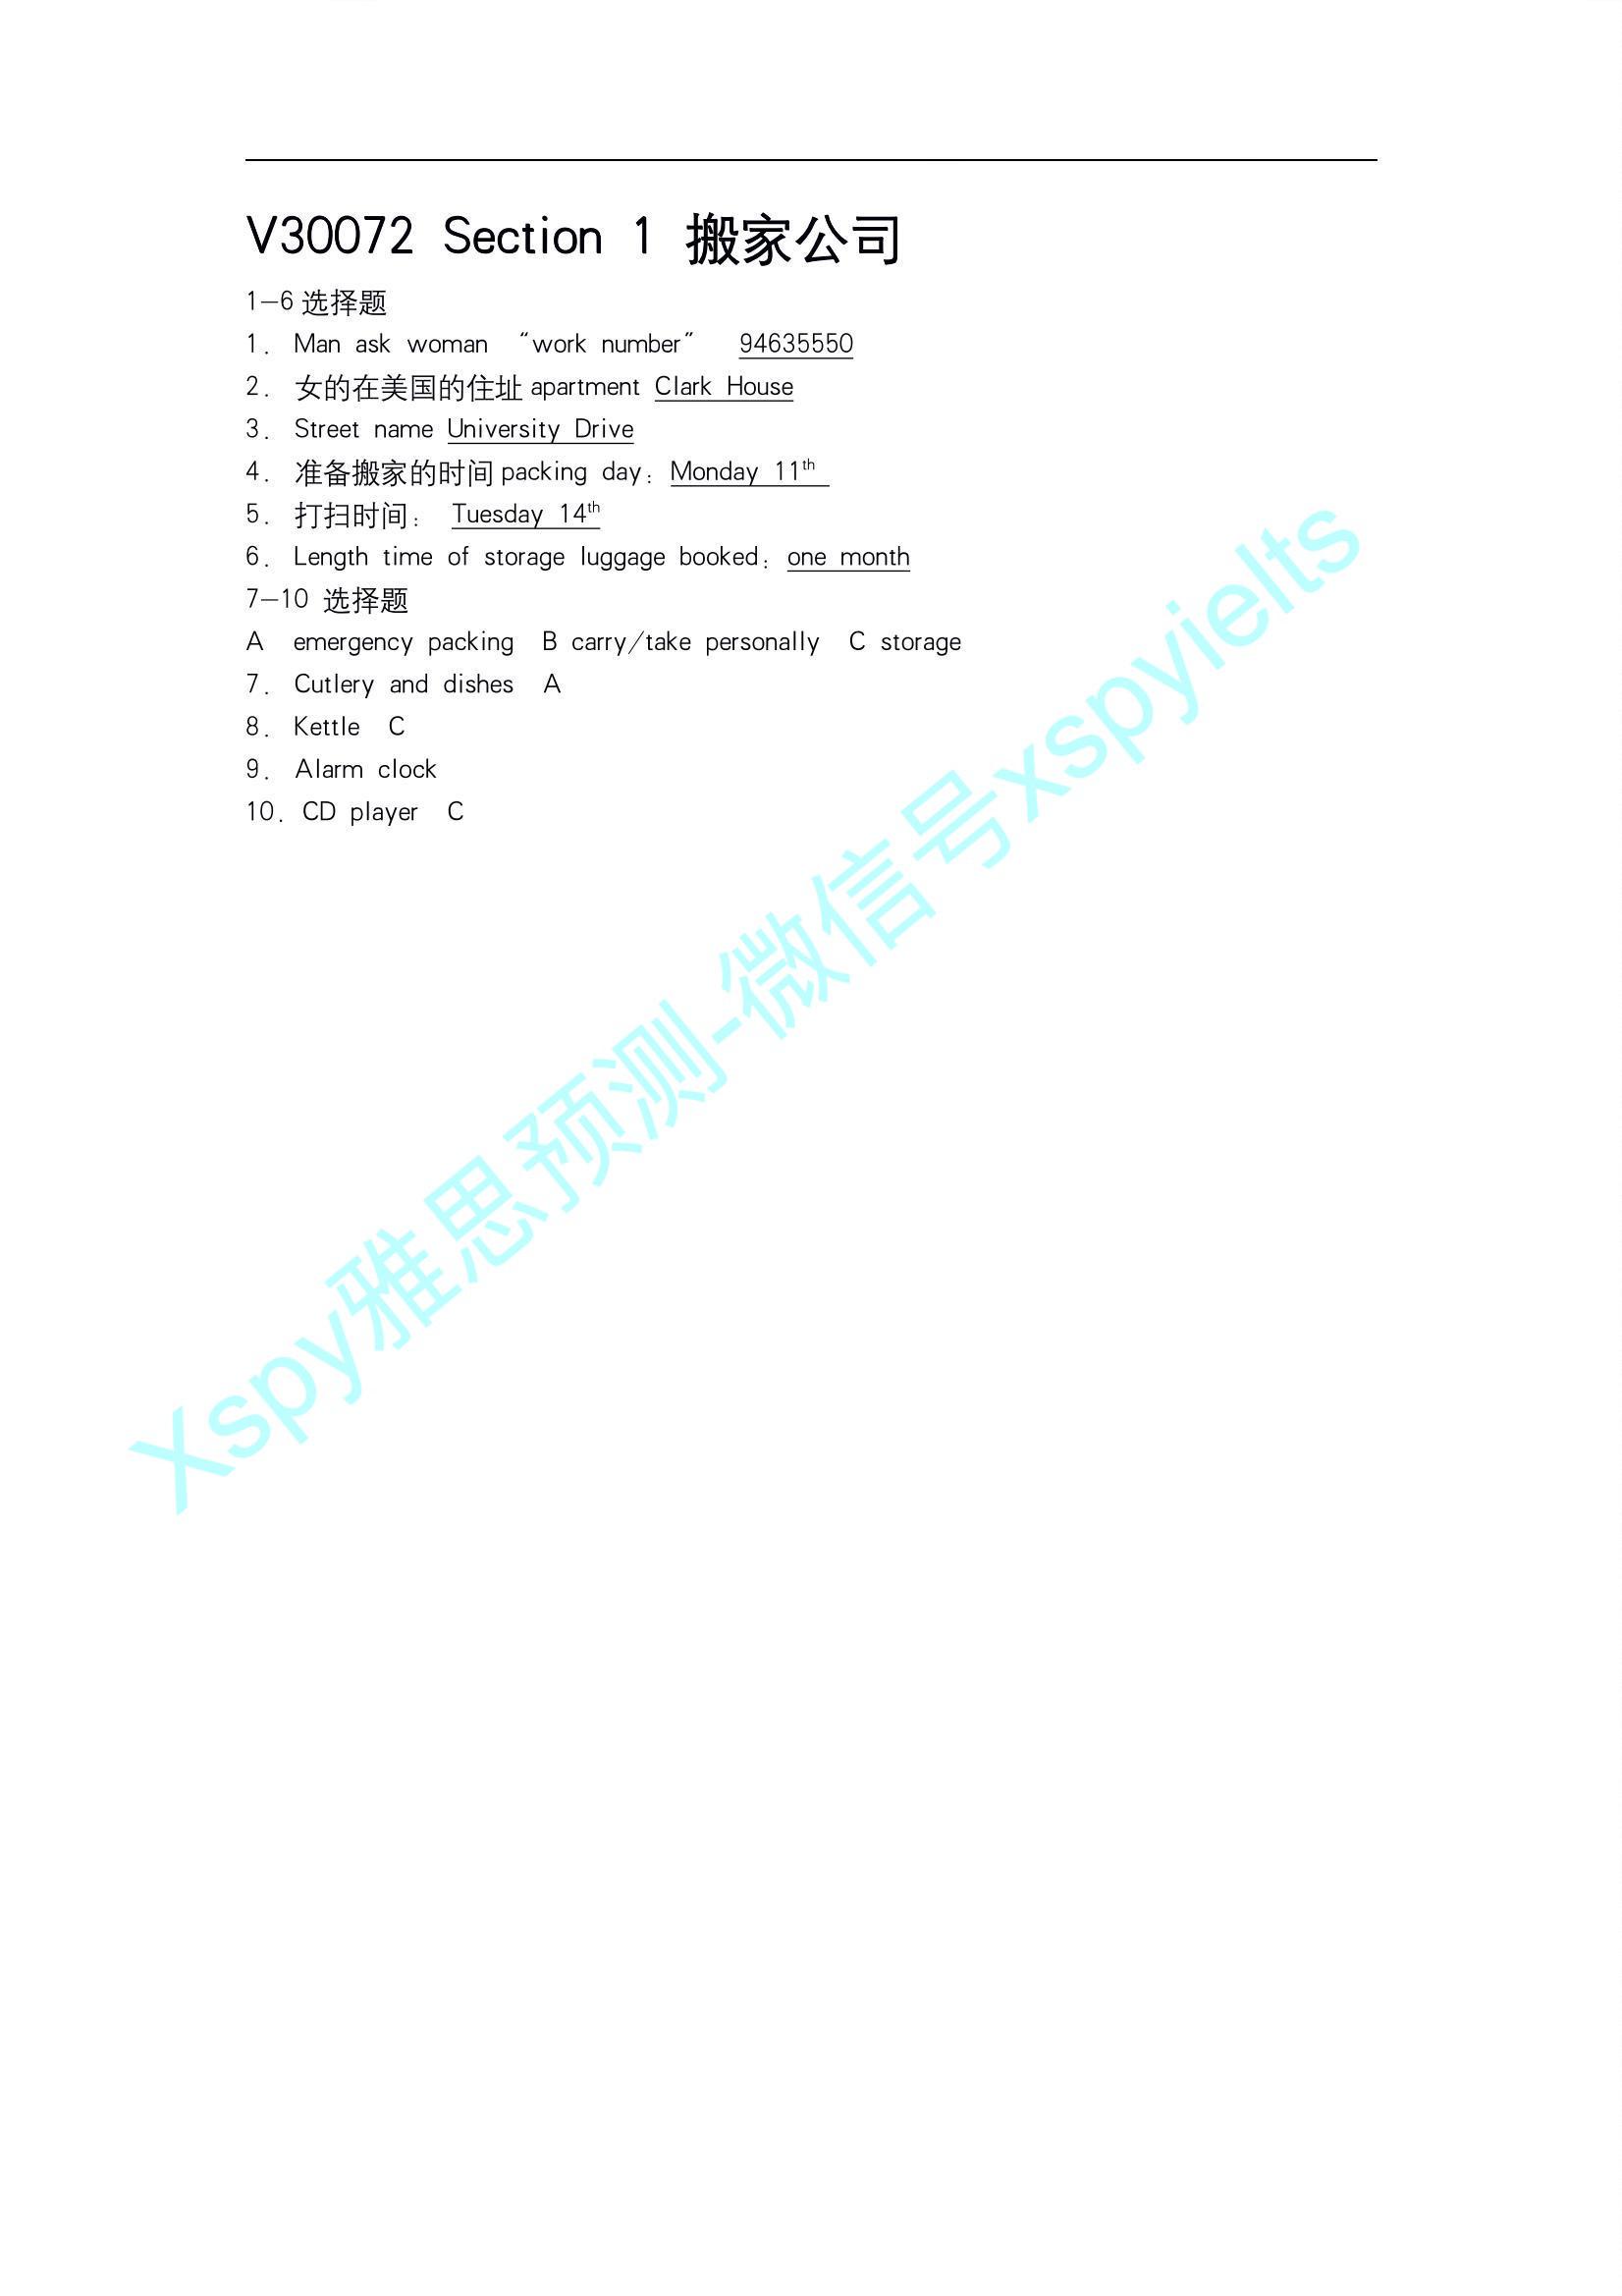 V30072 Section 1 搬家公司
1-6 选择题
1. Man ask woman “work number” 94635550
2. 女的在美国的住址 apartment Clark House
3. Street name University Drive
4. 准备搬家的时间 packing day: Monday 11th
5. 打扫时间: Tuesday 14th
6. Length time of storage luggage booked: one month
7-10 选择题
A emergency packing B carry/take personally C storage
7. Cutlery and dishes A
8. Kettle C
9. Alarm clock
10. CD player C
Xspy雅思预测-微信号xspyielts